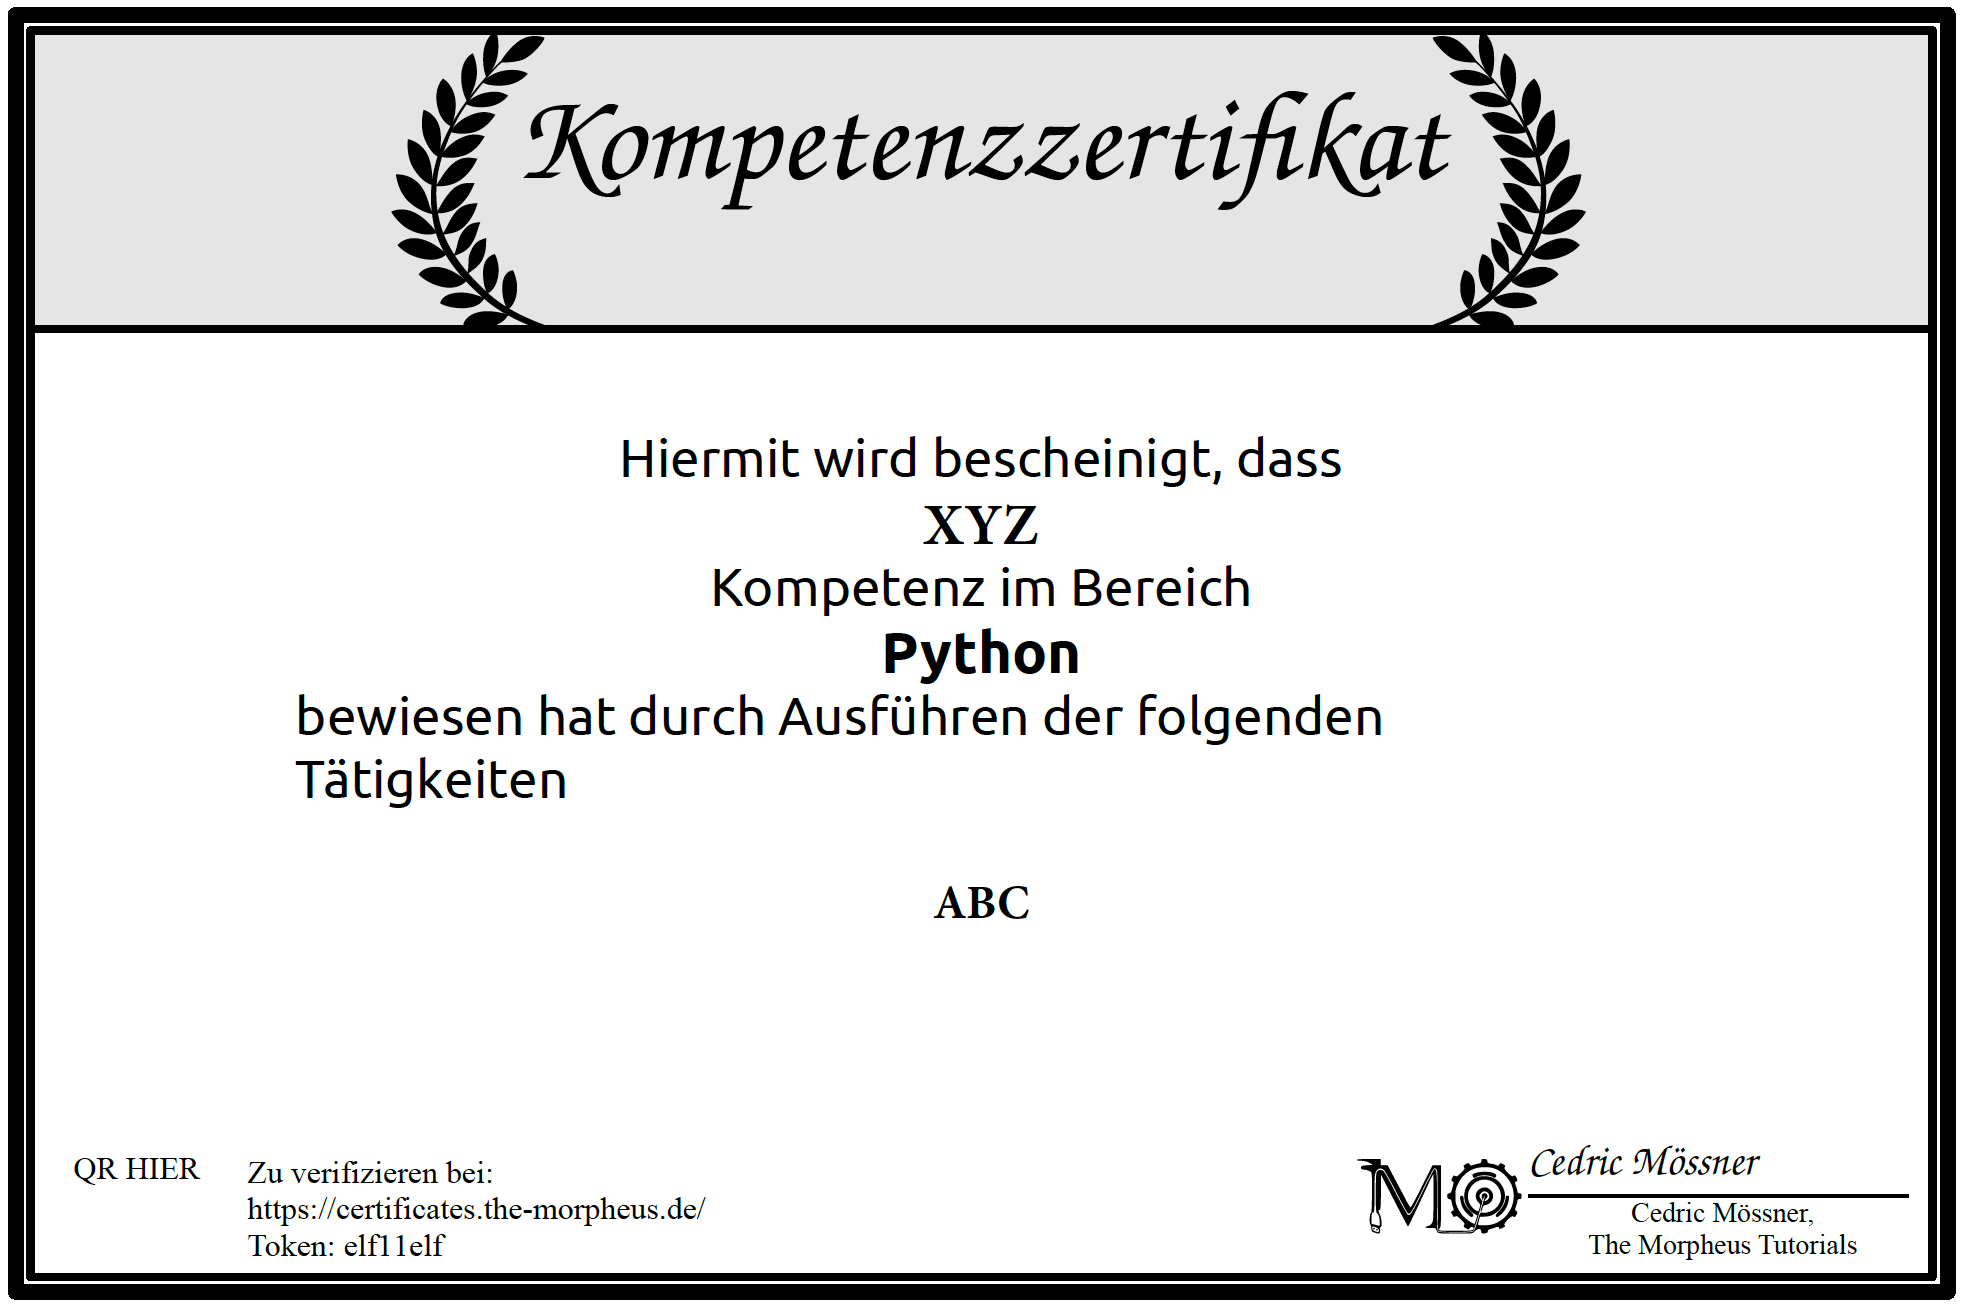 Kompetenzzertifikat
Hiermit wird bescheinigt, dass
XYZ
Kompetenz im Bereich
Python
bewiesen hat durch Ausführen der folgenden
Tätigkeiten
ABC
QR HIER
Zu verifizieren bei:
https://certificates.the-morpheus.de/
Token: elf11elf
MO
Cedric Mössner
Cedric Mössner,
The Morpheus Tutorials